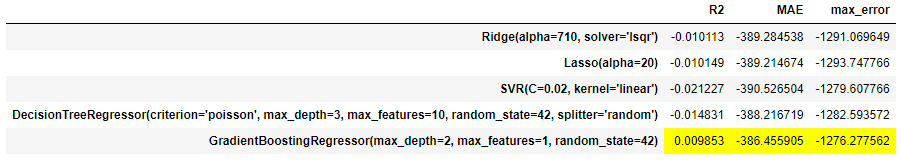 R2 MAE max_error
Ridge(alpha=710, solver='lsqr') -0.010113 -389.284538 -1291.069649
Lasso(alpha=20) -0.010149 -389.214674 -1293.747766
SVR(C=0.02, kernel='linear') -0.021227 -390.526504 -1279.607766
DecisionTreeRegressor(criterion='poisson', max_depth=3, max_features=10, random_state=42, splitter='random') -0.014831 -388.216719 -1282.593572
GradientBoostingRegressor(max_depth=2, max_features=1, random_state=42) 0.009853 -386.455905 -1276.277562